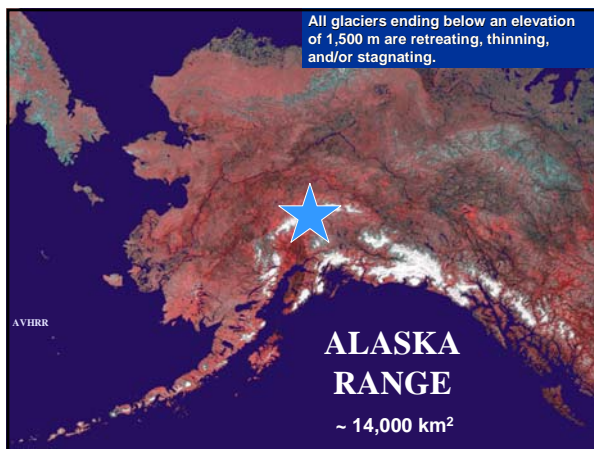 All glaciers ending below an elevation
of 1,500 m are retreating, thinning,
and/or stagnating.
AVHRR
ALASKA
RANGE
~ 14,000 km²